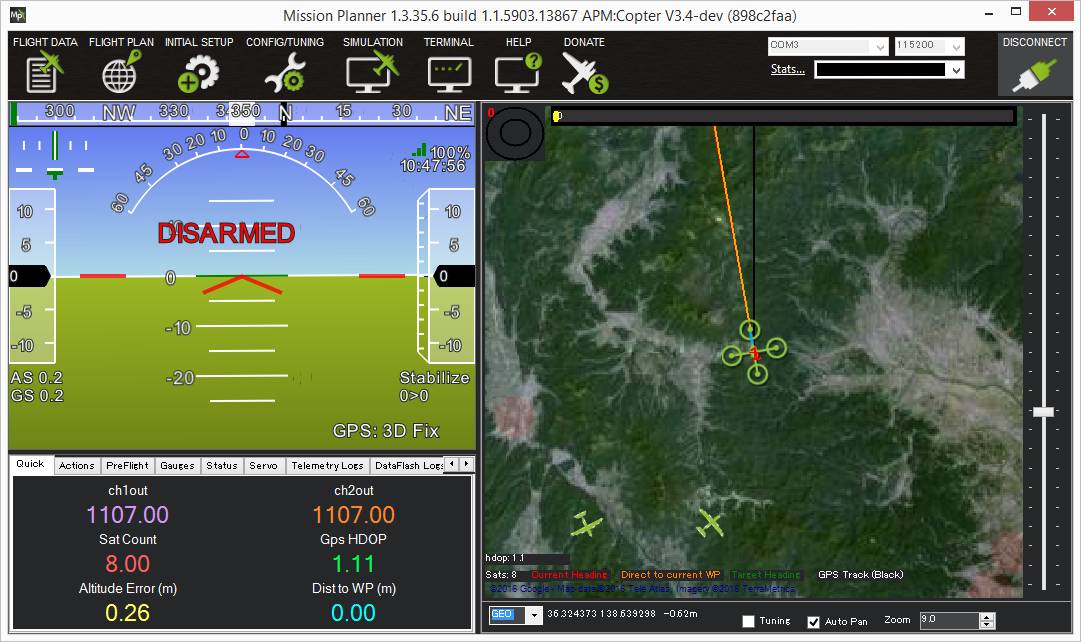 Mission Planner 1.3.35.6 build 1.1.5903.13867 APM:Copter V3.4-dev (898c2faa)
FLIGHT DATA FLIGHT PLAN INITIAL SETUP CONFIG/TUNING SIMULATION TERMINAL HELP DONATE
COM3 115200 DISCONNECT
Stats...
300 NW 330 350 N 15 30 NE
60 45 30 20 10 0 10 20 30 45 60
100%
10:47:56
DISARMED
10 10
5 5
0 0 0
-5 -5
-10 -10 -10
-20
AS 0.2 Stabilize
GS 0.2 0>0
GPS: 3D Fix
0 0
1
Quick Actions PreFlight Gauges Status Servo Telemetry Logs DataFlash Logs
ch1out ch2out
1107.00 1107.00
Sat Count Gps HDOP
8.00 1.11
Altitude Error (m) Dist to WP (m)
0.26 0.00
hdop: 1.1
Sats: 8 Current Heading Direct to current WP Target Heading GPS Track (Black)
©2016 Google - Map data ©2016 Tele Atlas, Imagery ©2016 TerraMetrics
GEO 36.324373 138.639298 -0.62m Tuning Auto Pan Zoom 9.0